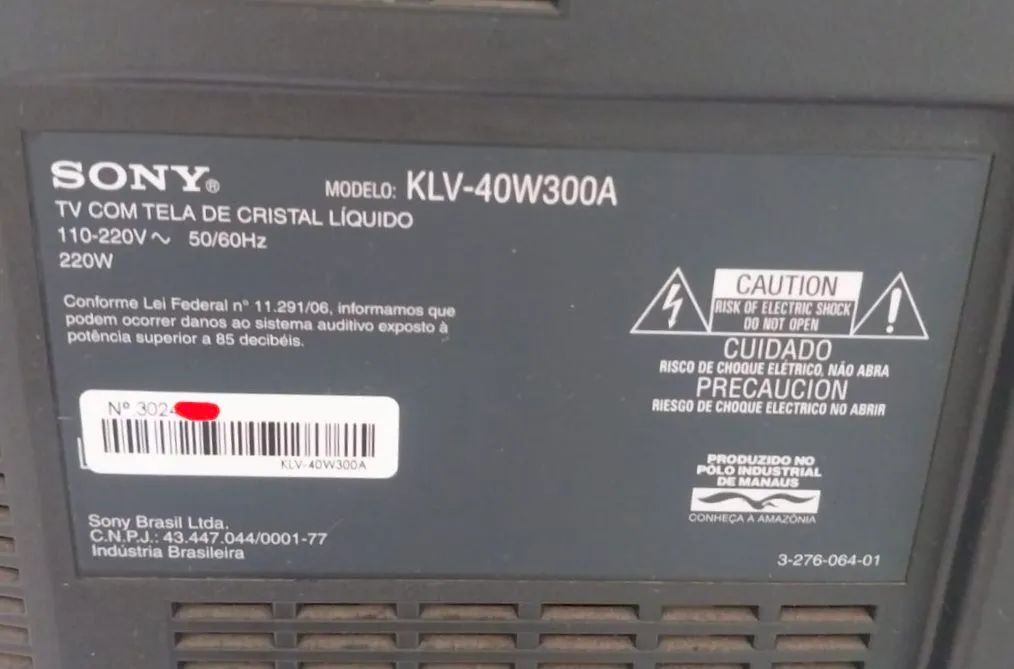 SONY®
MODELO: KLV-40W300A
TV COM TELA DE CRISTAL LÍQUIDO
110-220V~ 50/60Hz
220W
Conforme Lei Federal nº 11.291/06, informamos que
podem ocorrer danos ao sistema auditivo exposto à
potência superior a 85 decibéis.
CAUTION
RISK OF ELECTRIC SHOCK
DO NOT OPEN
CUIDADO
RISCO DE CHOQUE ELÉTRICO, NÃO ABRA
PRECAUCION
RIESGO DE CHOQUE ELECTRICO NO ABRIR
Nº 302
KLV-40W300A
PRODUZIDO NO
PÓLO INDUSTRIAL
DE MANAUS
CONHEÇA A AMAZÔNIA
Sony Brasil Ltda.
C.N.P.J.: 43.447.044/0001-77
Indústria Brasileira
3-276-064-01